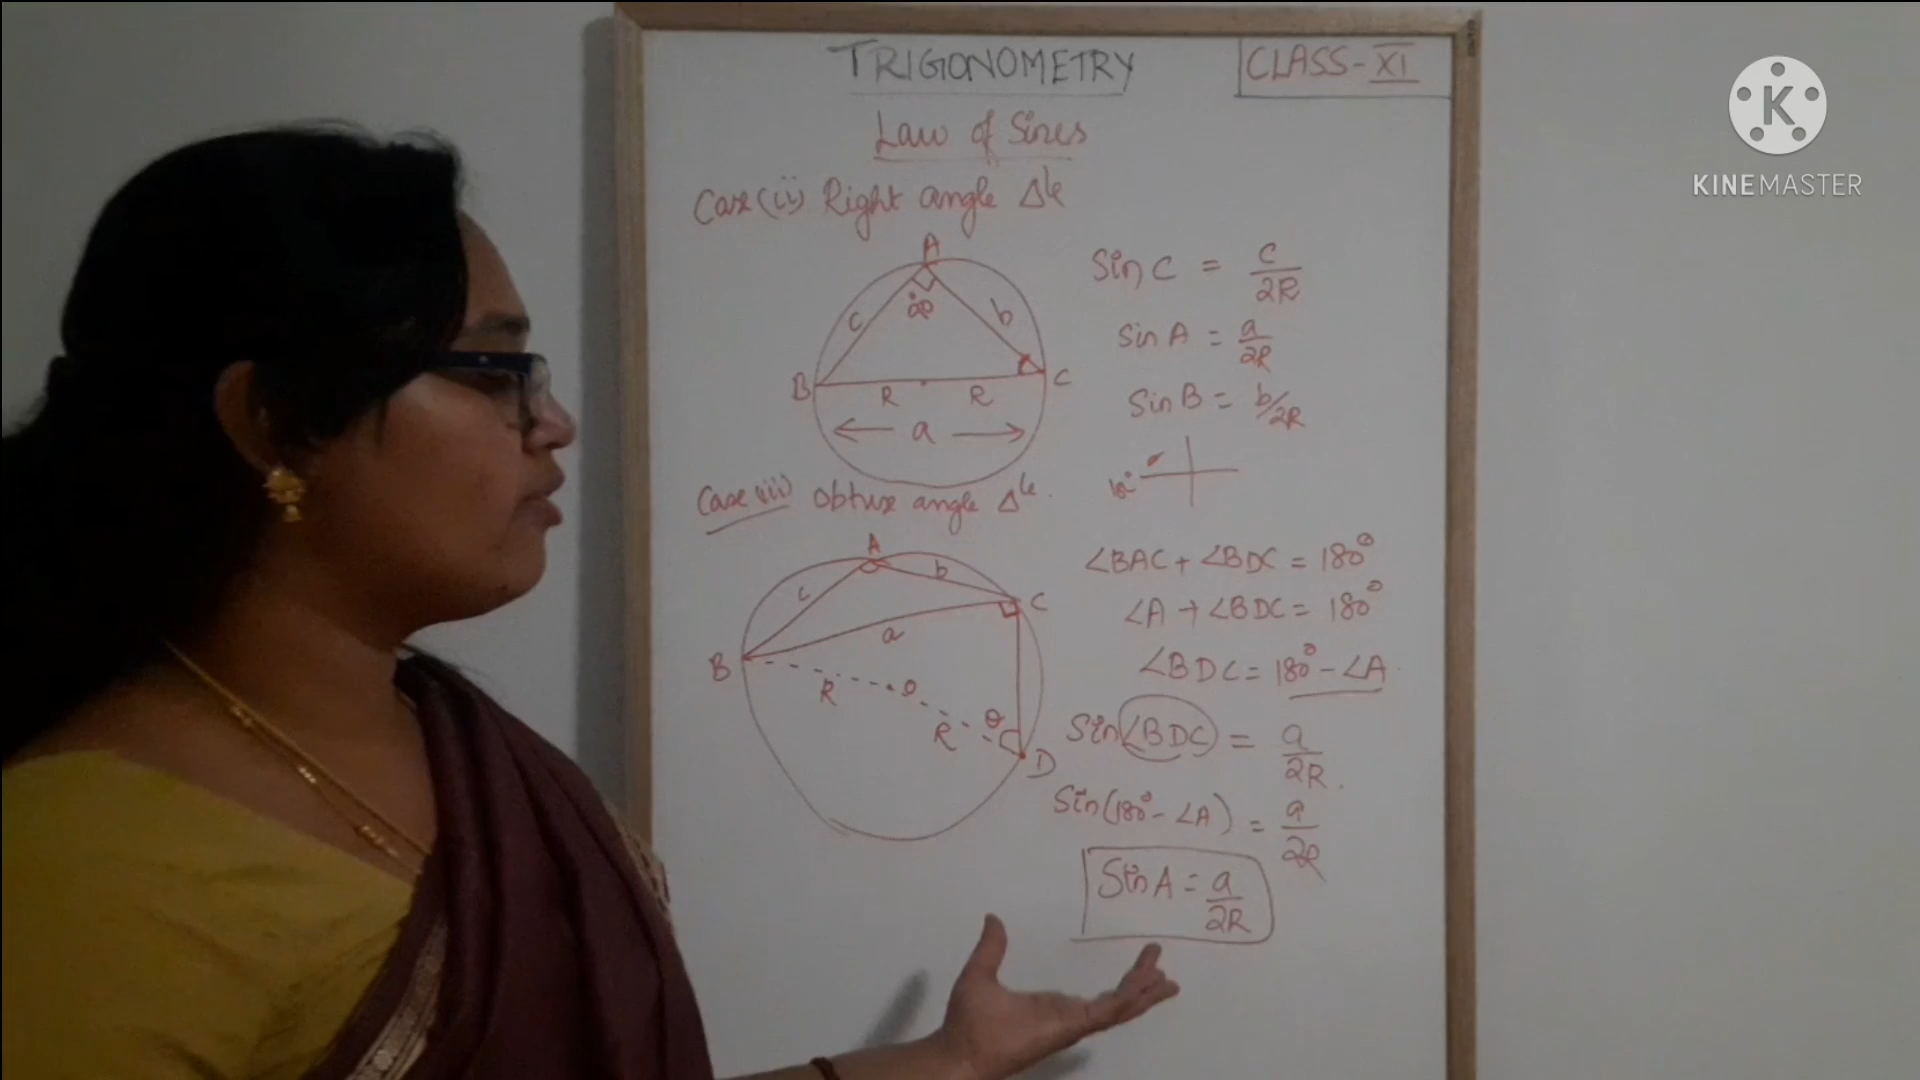 TRIGONOMETRY
CLASS-XI
Law of Sines
Case (ii) Right angle Δle
A
90°
c
b
B
C
R
R
a
Sin C = c/2R
Sin A = a/2R
Sin B = b/2R
180°
Case (iii) Obtuse angle Δle.
A
c
b
C
a
B
R
O
R
θ
D
∠BAC + ∠BDC = 180°
∠A + ∠BDC = 180°
∠BDC = 180° - ∠A
Sin ∠BDC = a/2R.
Sin(180° - ∠A) = a/2R
Sin A = a/2R
K
KINEMASTER